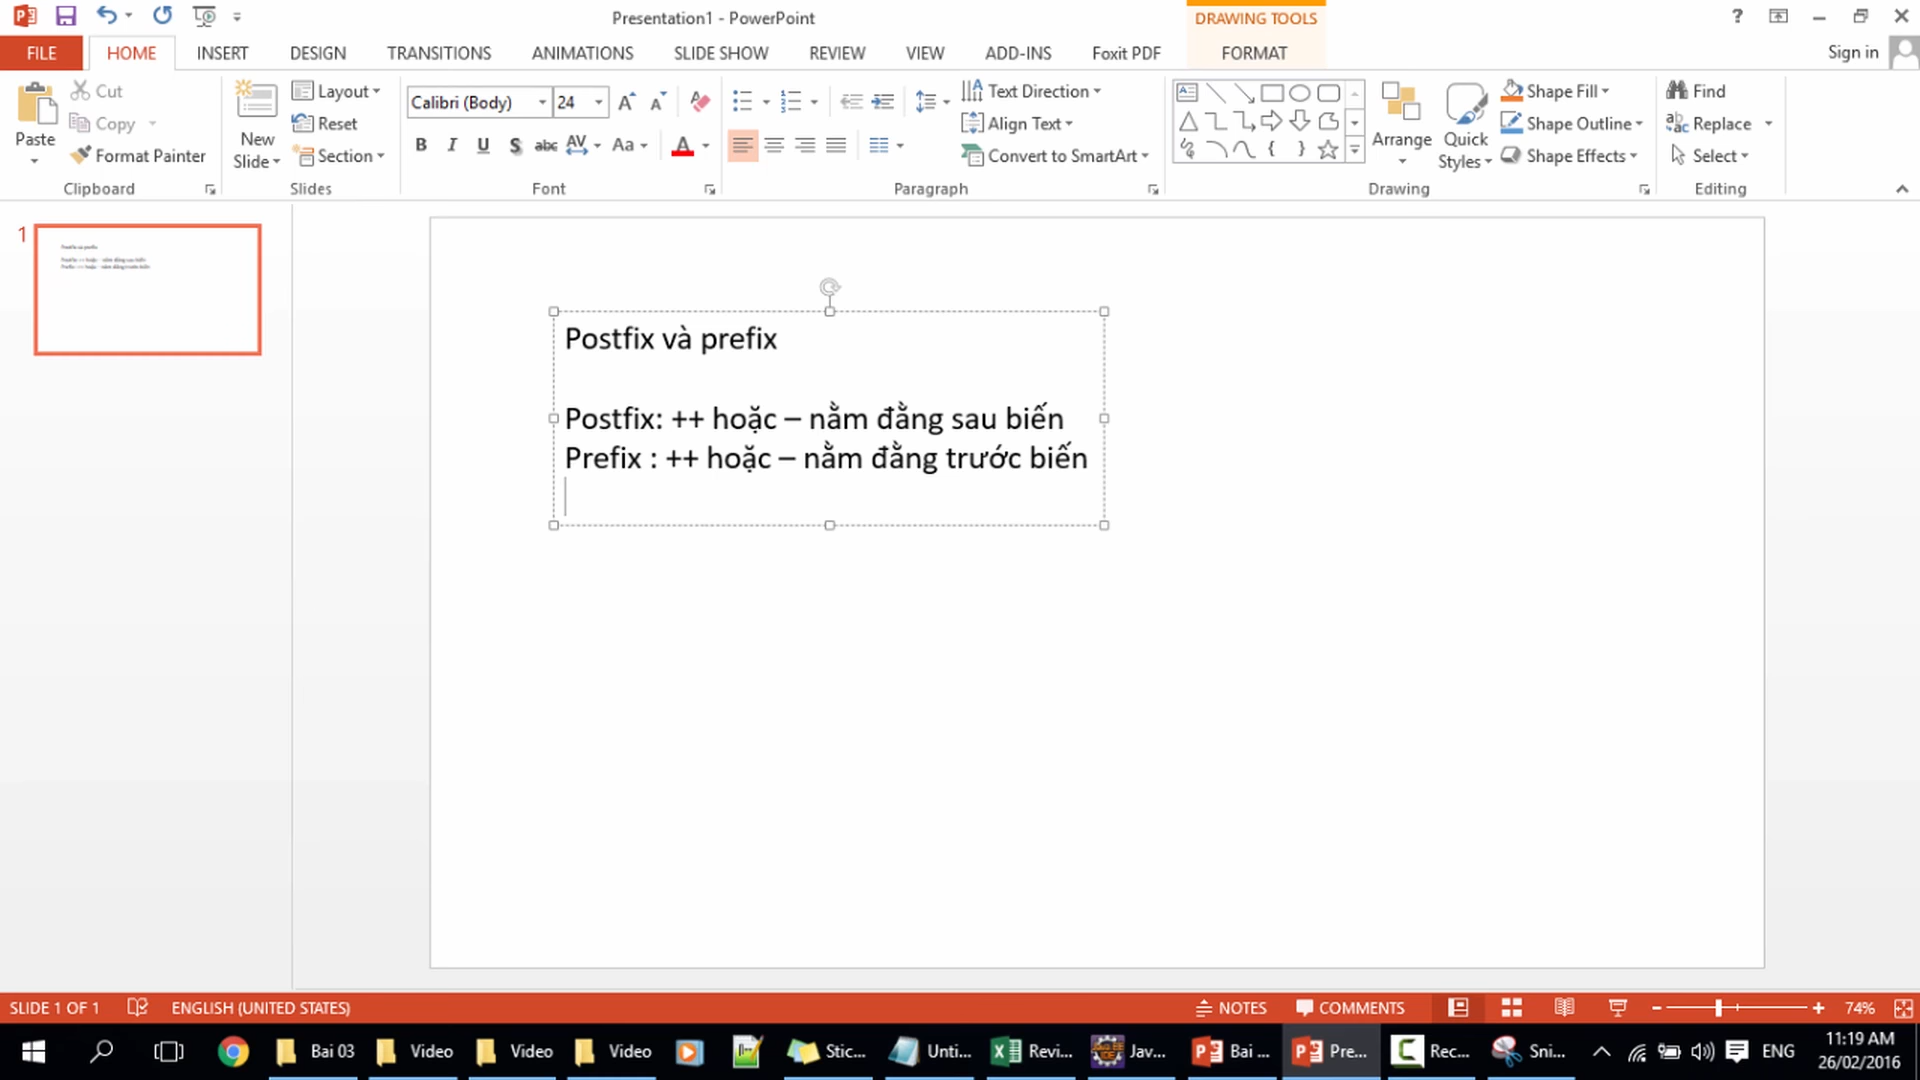 Presentation1 - PowerPoint
DRAWING TOOLS
?
FILE HOME INSERT DESIGN TRANSITIONS ANIMATIONS SLIDE SHOW REVIEW VIEW ADD-INS Foxit PDF FORMAT
Sign in
Paste
Cut
Copy
Format Painter
Clipboard
New
Slide
Layout
Reset
Section
Slides
Calibri (Body) 24
B I U S abc AV Aa A
Font
Text Direction
Align Text
Convert to SmartArt
Paragraph
Arrange
Quick
Styles
Shape Fill
Shape Outline
Shape Effects
Drawing
Find
Replace
Select
Editing
1
Postfix và prefix
Postfix: ++ hoặc – nằm đằng sau biến
Prefix : ++ hoặc – nằm đằng trước biến
SLIDE 1 OF 1
ENGLISH (UNITED STATES)
NOTES
COMMENTS
74%
Bai 03
Video
Video
Video
Stic...
Unti...
Revi...
Jav...
Bai ...
Pre...
Rec...
Sni...
ENG
11:19 AM
26/02/2016